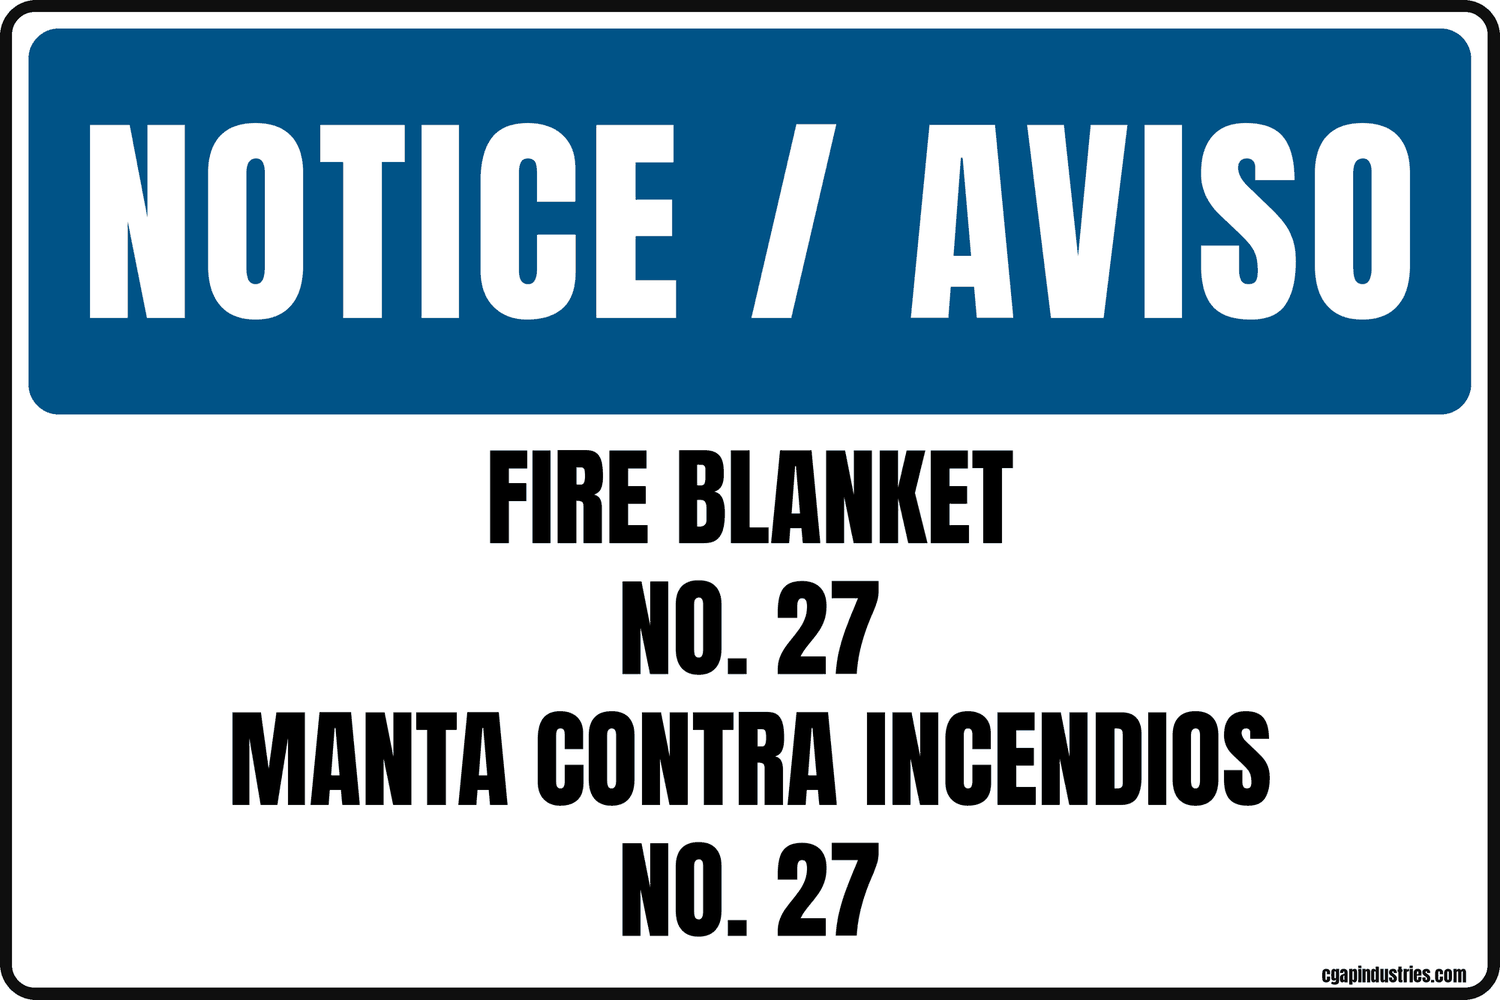 NOTICE / AVISO
FIRE BLANKET
NO. 27
MANTA CONTRA INCENDIOS
NO. 27
cgapindustries.com